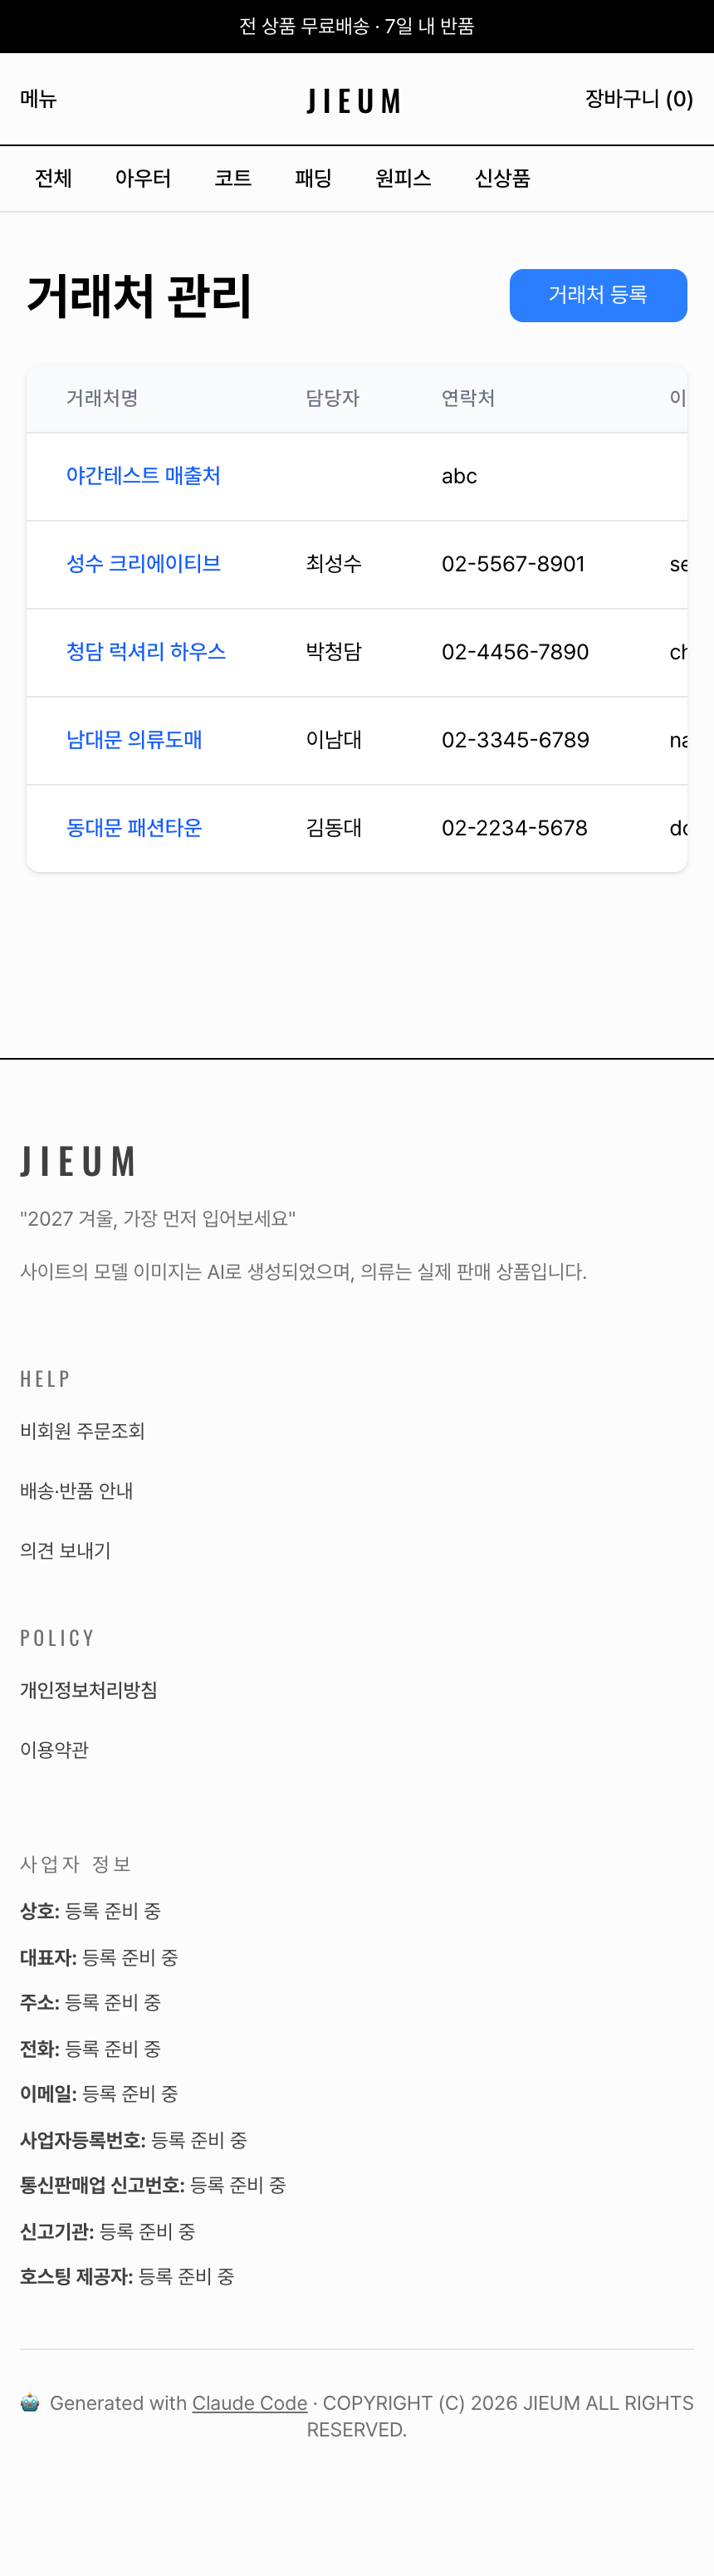 전 상품 무료배송 · 7일 내 반품
메뉴
JIEUM
장바구니 (0)
전체 아우터 코트 패딩 원피스 신상품
거래처 관리
거래처 등록
거래처명 담당자 연락처 이
야간테스트 매출처 abc
성수 크리에이티브 최성수 02-5567-8901 se
청담 럭셔리 하우스 박청담 02-4456-7890 ch
남대문 의류도매 이남대 02-3345-6789 na
동대문 패션타운 김동대 02-2234-5678 do
JIEUM
"2027 겨울, 가장 먼저 입어보세요"
사이트의 모델 이미지는 AI로 생성되었으며, 의류는 실제 판매 상품입니다.
HELP
비회원 주문조회
배송·반품 안내
의견 보내기
POLICY
개인정보처리방침
이용약관
사업자 정보
상호: 등록 준비 중
대표자: 등록 준비 중
주소: 등록 준비 중
전화: 등록 준비 중
이메일: 등록 준비 중
사업자등록번호: 등록 준비 중
통신판매업 신고번호: 등록 준비 중
신고기관: 등록 준비 중
호스팅 제공자: 등록 준비 중
Generated with Claude Code · COPYRIGHT (C) 2026 JIEUM ALL RIGHTS
RESERVED.